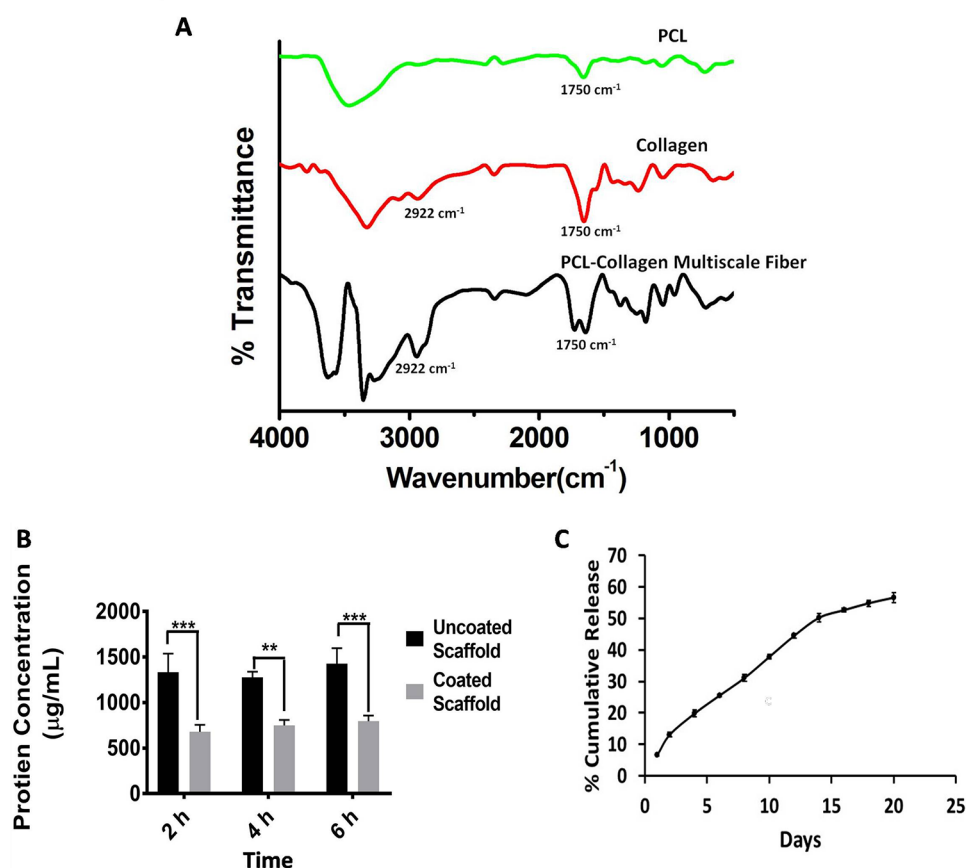 A
PCL
1750 cm-1
Collagen
2922 cm-1
1750 cm-1
PCL-Collagen Multiscale Fiber
2922 cm-1
1750 cm-1
% Transmittance
4000 3000 2000 1000
Wavenumber(cm-1)
B
Protien Concentration
(µg/mL)
2000
1500
1000
500
0
***
**
***
Uncoated
Scaffold
Coated
Scaffold
2 h 4 h 6 h
Time
C
% Cumulative Release
70
60
50
40
30
20
10
0
0 5 10 15 20 25
Days